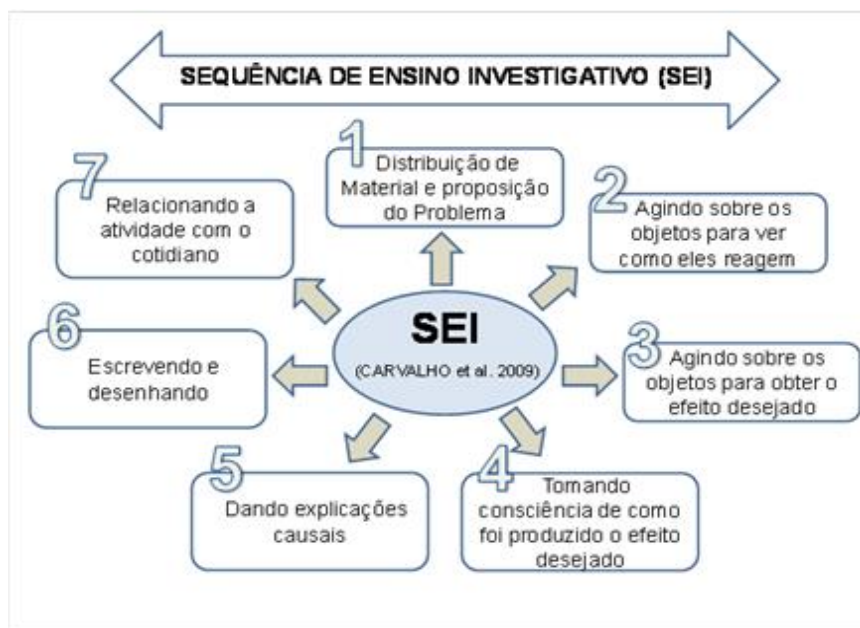 SEQUÊNCIA DE ENSINO INVESTIGATIVO (SEI)
1
Distribuição de
Material e proposição
do Problema
2
Agindo sobre os
objetos para ver
como eles reagem
3
Agindo sobre os
objetos para obter o
efeito desejado
4
Tomando
consciência de como
foi produzido o efeito
desejado
5
Dando explicações
causais
6
Escrevendo e
desenhando
7
Relacionando a
atividade com o
cotidiano
SEI
(CARVALHO et al. 2009)